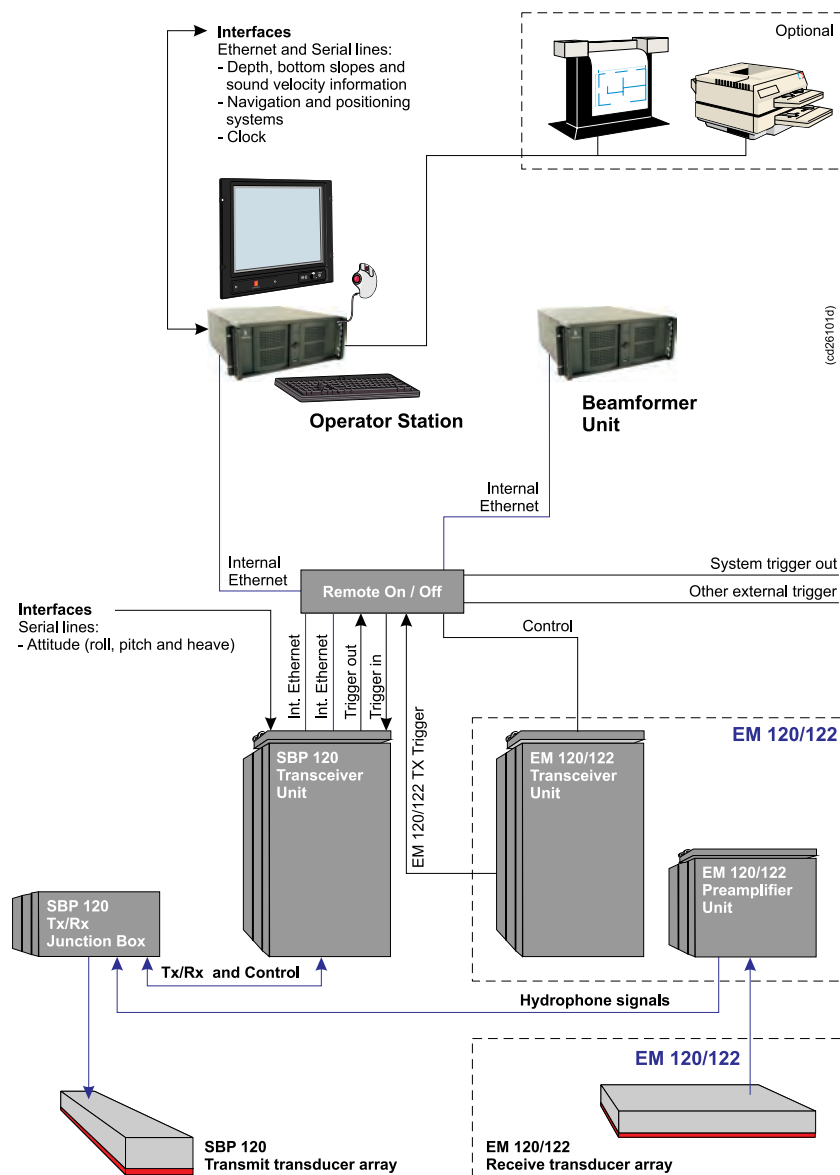 Interfaces
Ethernet and Serial lines:
- Depth, bottom slopes and
sound velocity information
- Navigation and positioning
systems
- Clock
Optional
(cd26101d)
Operator Station
Beamformer
Unit
Internal
Ethernet
Internal
Ethernet
Remote On / Off
System trigger out
Other external trigger
Interfaces
Serial lines:
- Attitude (roll, pitch and heave)
Control
Int. Ethernet
Int. Ethernet
Trigger out
Trigger in
EM 120/122 TX Trigger
EM 120/122
SBP 120
Transceiver
Unit
EM 120/122
Transceiver
Unit
EM 120/122
Preamplifier
Unit
SBP 120
Tx/Rx
Junction Box
Tx/Rx and Control
Hydrophone signals
EM 120/122
SBP 120
Transmit transducer array
EM 120/122
Receive transducer array